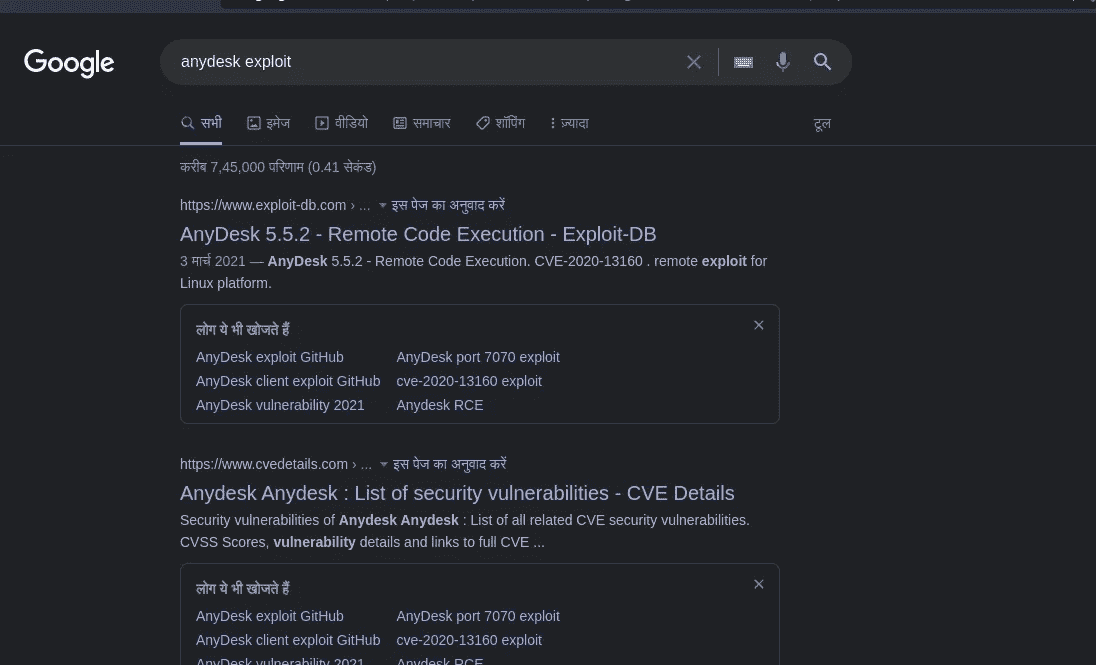 Google
anydesk exploit
सभी इमेज वीडियो समाचार शॉपिंग ज़्यादा टूल
करीब 7,45,000 परिणाम (0.41 सेकंड)
https://www.exploit-db.com › ... इस पेज का अनुवाद करें
AnyDesk 5.5.2 - Remote Code Execution - Exploit-DB
3 मार्च 2021 — AnyDesk 5.5.2 - Remote Code Execution. CVE-2020-13160 . remote exploit for
Linux platform.
लोग ये भी खोजते हैं
AnyDesk exploit GitHub AnyDesk port 7070 exploit
AnyDesk client exploit GitHub cve-2020-13160 exploit
AnyDesk vulnerability 2021 Anydesk RCE
https://www.cvedetails.com › ... इस पेज का अनुवाद करें
Anydesk Anydesk : List of security vulnerabilities - CVE Details
Security vulnerabilities of Anydesk Anydesk : List of all related CVE security vulnerabilities.
CVSS Scores, vulnerability details and links to full CVE ...
लोग ये भी खोजते हैं
AnyDesk exploit GitHub AnyDesk port 7070 exploit
AnyDesk client exploit GitHub cve-2020-13160 exploit
AnyDesk vulnerability 2021 Anydesk RCE